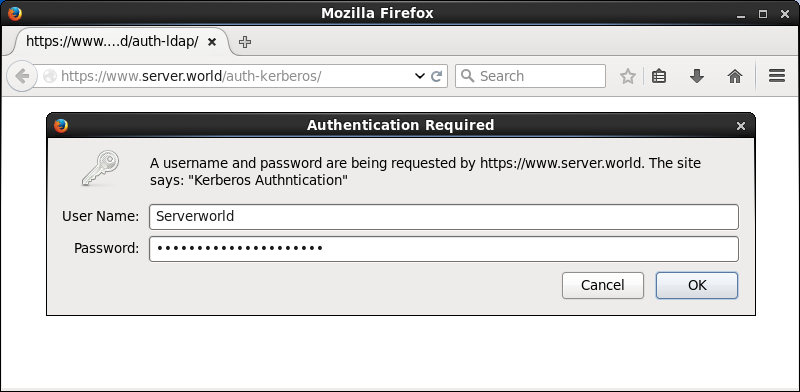 Mozilla Firefox
https://www....d/auth-ldap/
https://www.server.world/auth-kerberos/
Search
Authentication Required
A username and password are being requested by https://www.server.world. The site
says: "Kerberos Authntication"
User Name: Serverworld
Password: •••••••••••••••••••••
Cancel OK